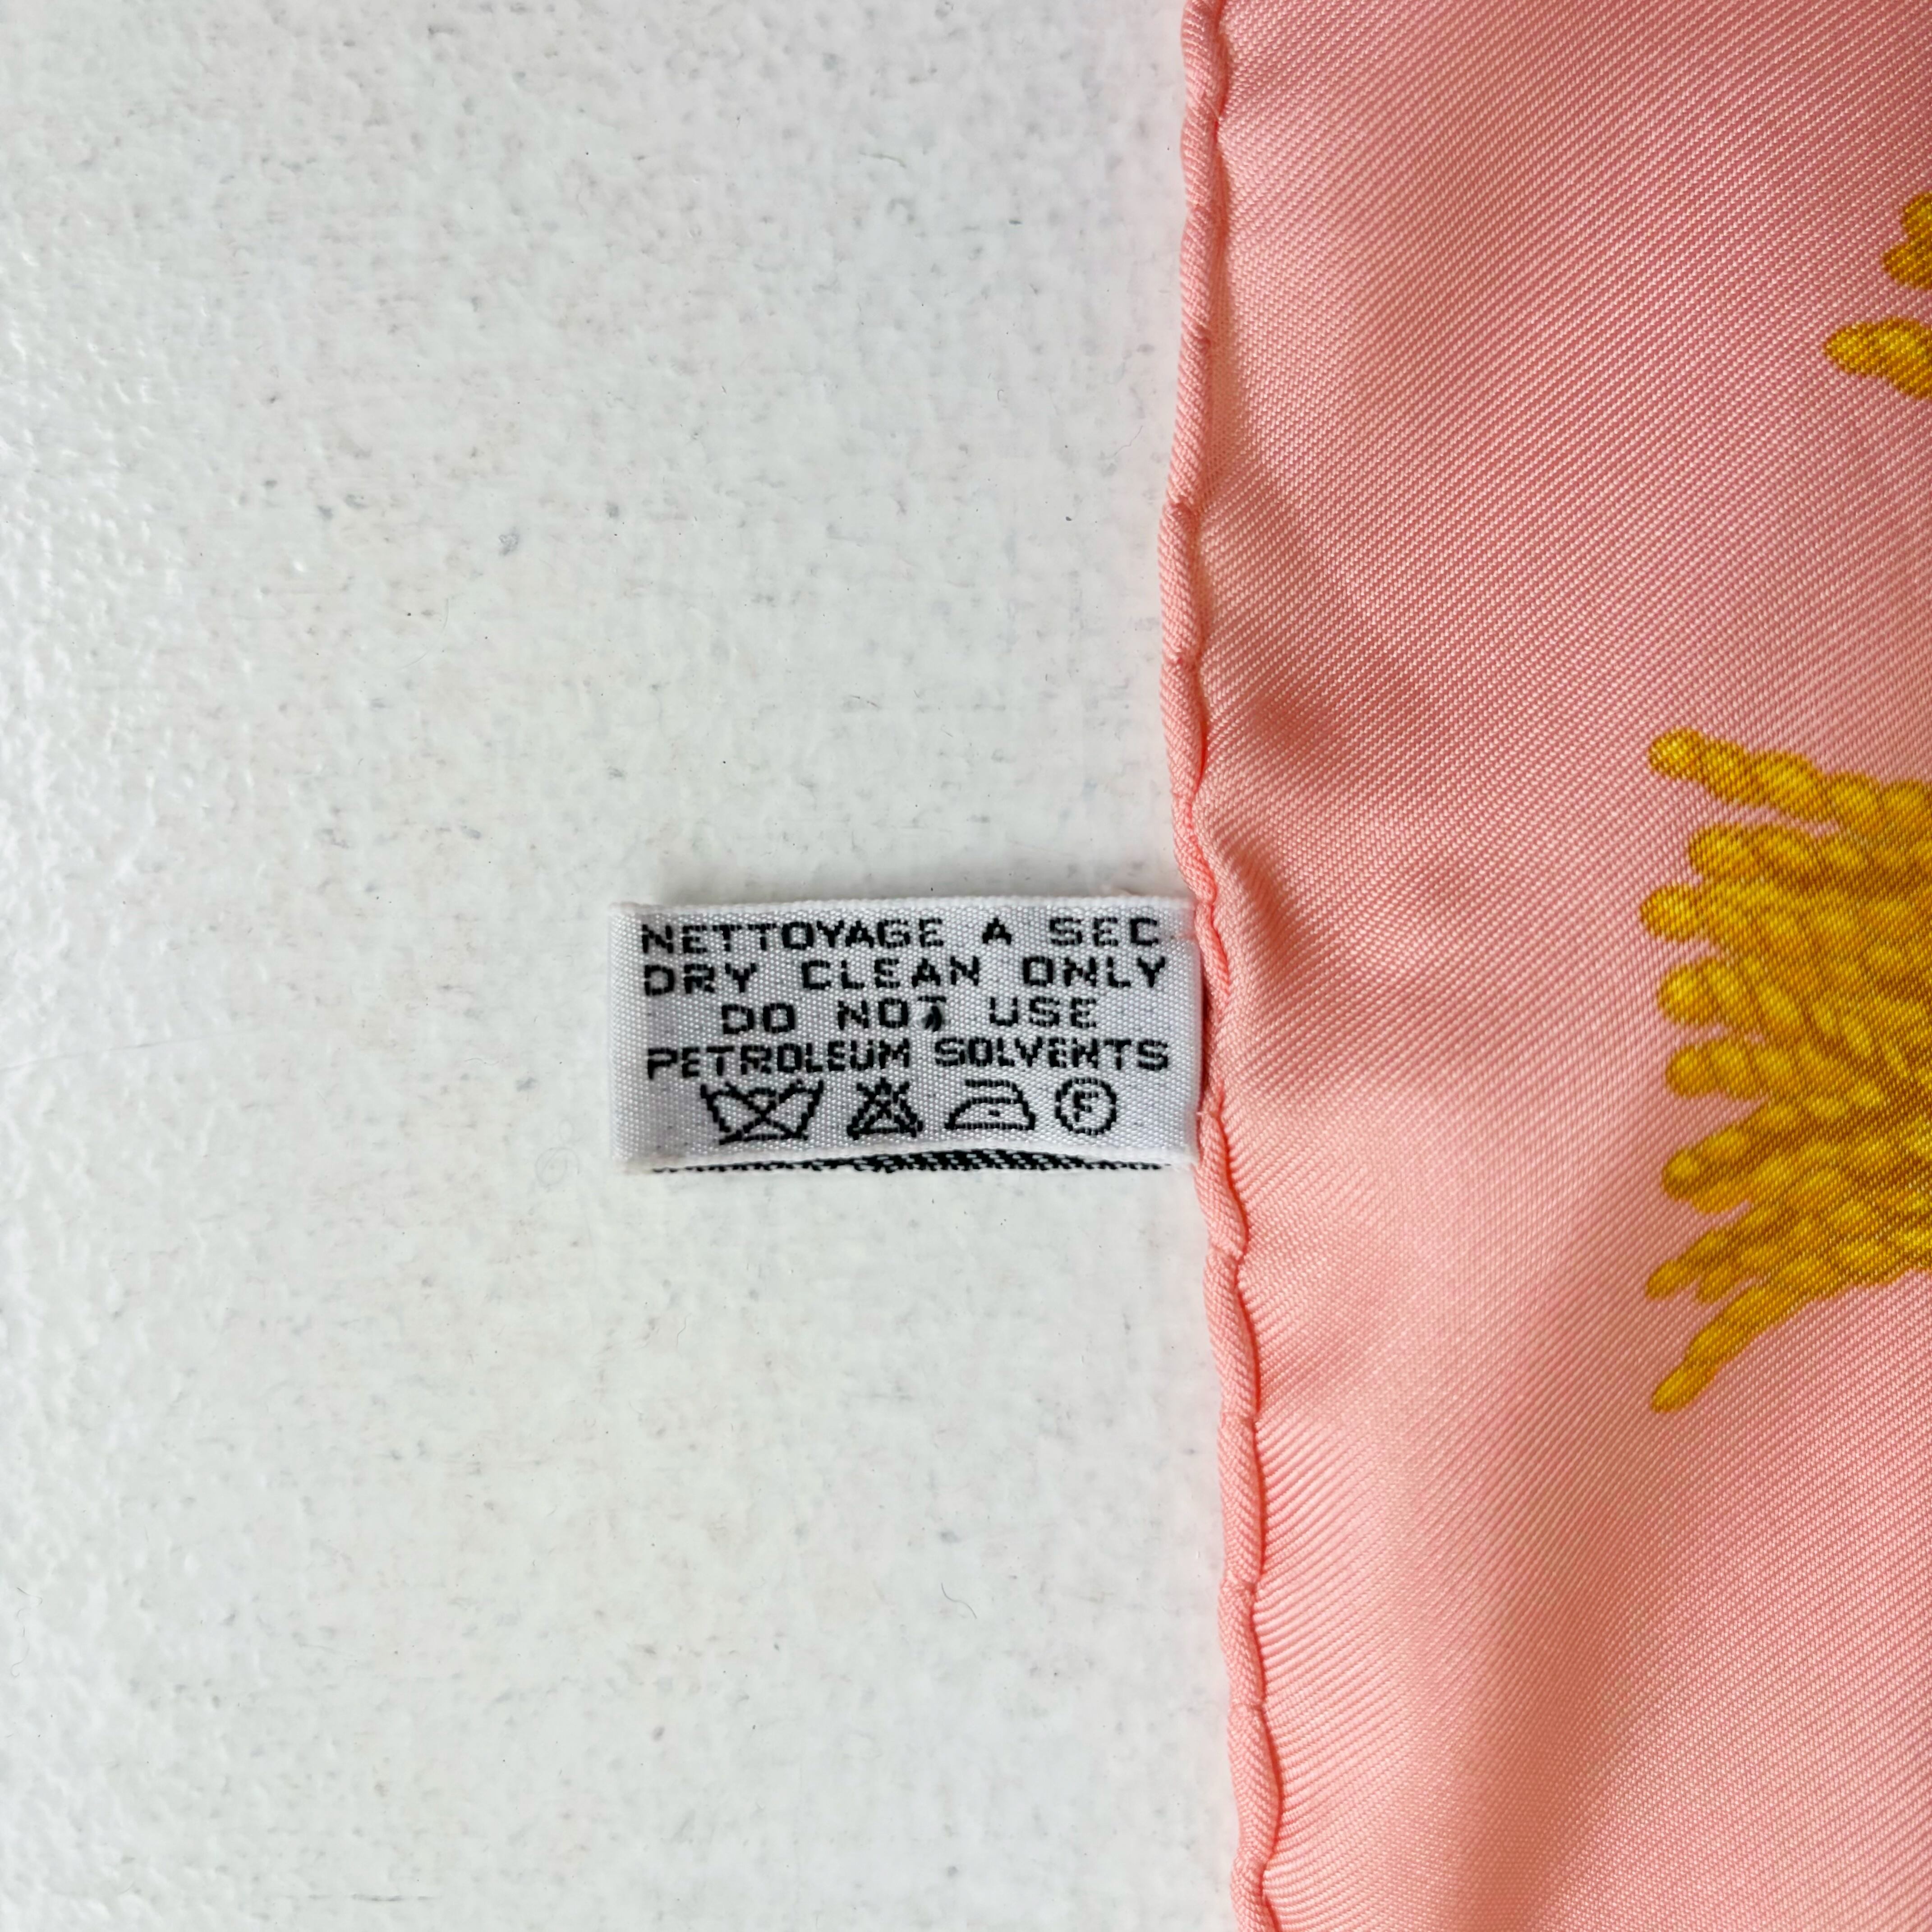 NETTOYAGE A SEC
DRY CLEAN ONLY
DO NOT USE
PETROLEUM SOLVENTS
F